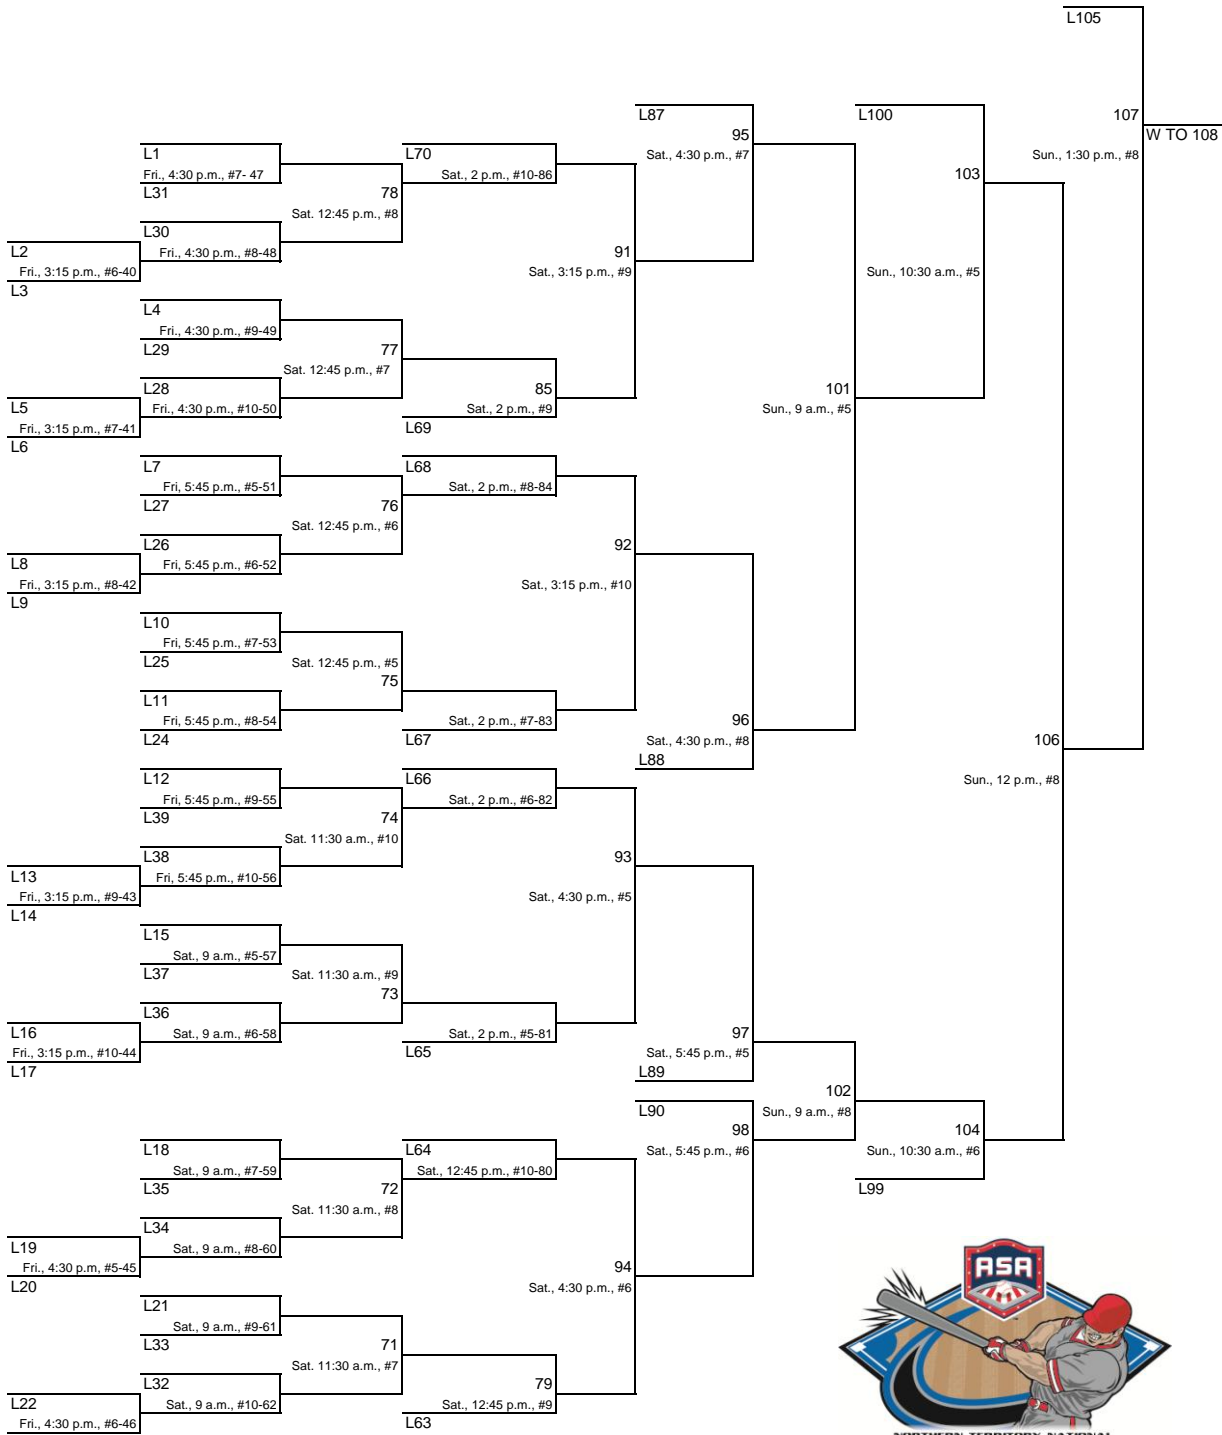 L105
L87
L100
107
95
W TO 108
L1
L70
Sat., 4:30 p.m., #7
Sun., 1:30 p.m., #8
Fri., 4:30 p.m., #7- 47
Sat., 2 p.m., #10-86
103
L31
78
Sat. 12:45 p.m., #8
L30
L2
Fri., 4:30 p.m., #8-48
91
Fri., 3:15 p.m., #6-40
Sat., 3:15 p.m., #9
Sun., 10:30 a.m., #5
L3
L4
Fri., 4:30 p.m., #9-49
L29
77
Sat. 12:45 p.m., #7
L28
85
101
L5
Fri., 4:30 p.m., #10-50
Sat., 2 p.m., #9
Sun., 9 a.m., #5
Fri., 3:15 p.m., #7-41
L69
L6
L7
L68
Fri, 5:45 p.m., #5-51
Sat., 2 p.m., #8-84
L27
76
Sat. 12:45 p.m., #6
L26
92
L8
Fri, 5:45 p.m., #6-52
Fri., 3:15 p.m., #8-42
Sat., 3:15 p.m., #10
L9
L10
Fri, 5:45 p.m., #7-53
L25
Sat. 12:45 p.m., #5
75
L11
Fri, 5:45 p.m., #8-54
Sat., 2 p.m., #7-83
96
L24
L67
Sat., 4:30 p.m., #8
106
L88
L12
L66
Sun., 12 p.m., #8
Fri, 5:45 p.m., #9-55
Sat., 2 p.m., #6-82
L39
74
Sat. 11:30 a.m., #10
L38
93
L13
Fri, 5:45 p.m., #10-56
Fri., 3:15 p.m., #9-43
Sat., 4:30 p.m., #5
L14
L15
Sat., 9 a.m., #5-57
L37
Sat. 11:30 a.m., #9
73
L36
L16
Sat., 9 a.m., #6-58
Sat., 2 p.m., #5-81
97
Fri., 3:15 p.m., #10-44
L65
Sat., 5:45 p.m., #5
L17
L89
102
L90
Sun., 9 a.m., #8
98
104
L18
L64
Sat., 5:45 p.m., #6
Sun., 10:30 a.m., #6
Sat., 9 a.m., #7-59
Sat., 12:45 p.m., #10-80
L35
72
L99
Sat. 11:30 a.m., #8
L34
L19
Sat., 9 a.m., #8-60
Fri., 4:30 p.m, #5-45
94
L20
Sat., 4:30 p.m., #6
L21
Sat., 9 a.m., #9-61
L33
71
Sat. 11:30 a.m., #7
L32
79
L22
Sat., 9 a.m., #10-62
Sat., 12:45 p.m., #9
Fri., 4:30 p.m., #6-46
L63
ASA
NORTHERN TERRITORY NATIONAL